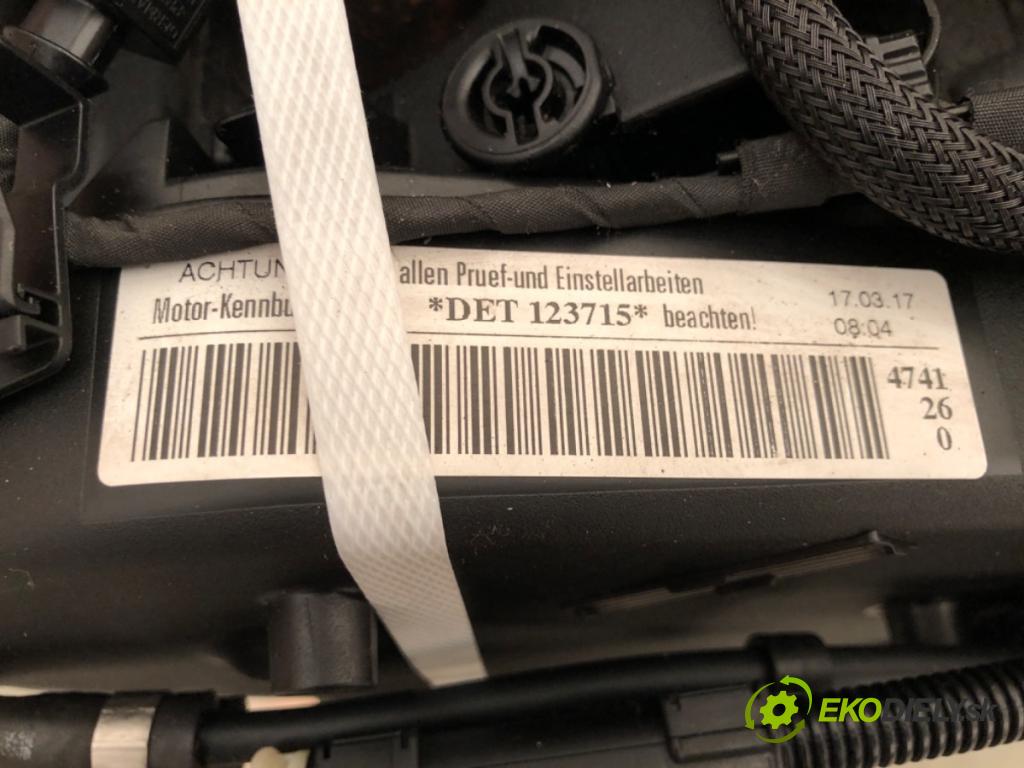 ACHTUN allen Pruef-und Einstellarbeiten
Motor-Kennbu *DET 123715* beachten!
17.03.17
08:04
4741
26
0
EKODIELY.SK